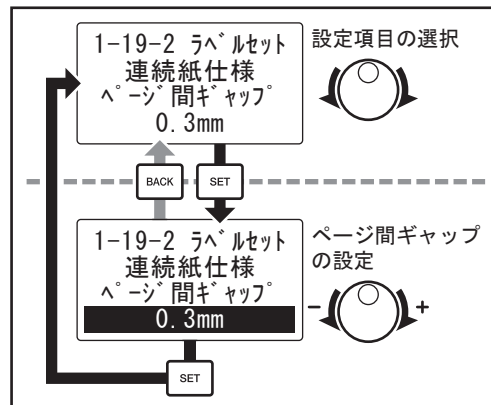 1-19-2 ラベルセット
連続紙仕様
ページ間ギャップ
0.3mm
設定項目の選択
BACK
SET
1-19-2 ラベルセット
連続紙仕様
ページ間ギャップ
0.3mm
ページ間ギャップ
の設定
- +
SET